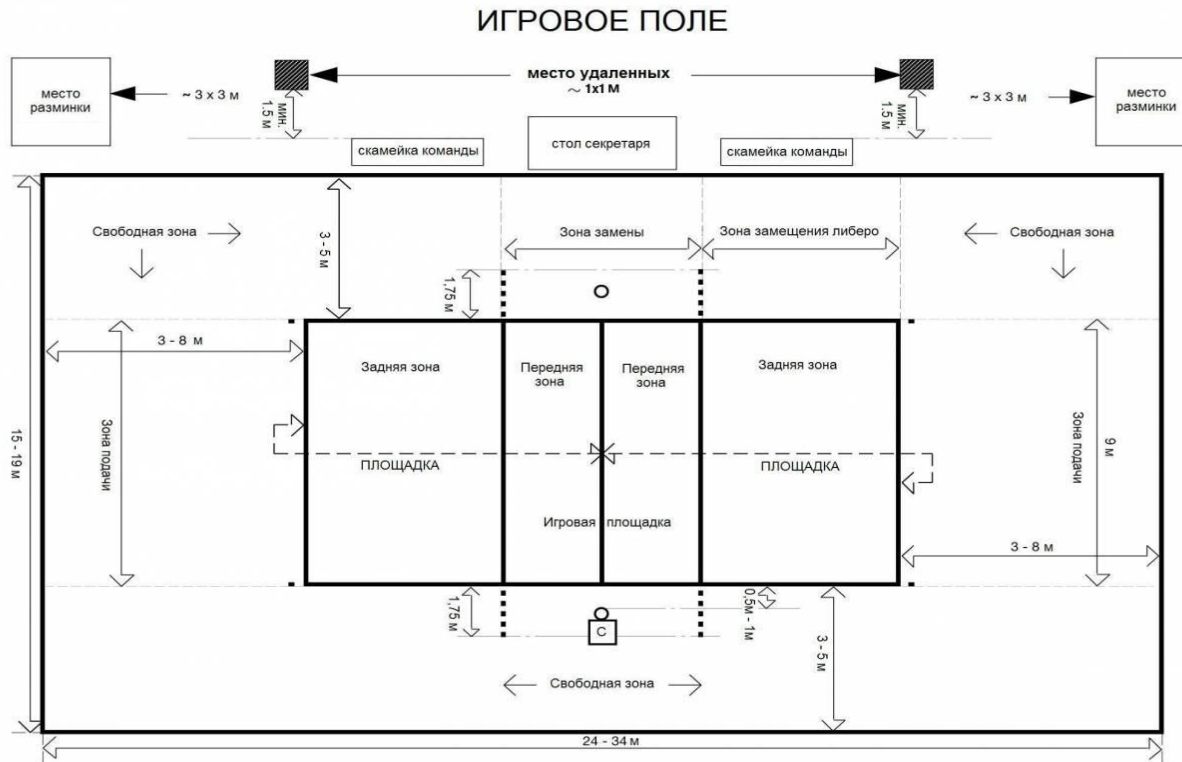 ИГРОВОЕ ПОЛЕ
место
разминки
~ 3 х 3 м
мин.
1.5 м
место удаленных
~ 1х1 м
мин.
1.5 м
~ 3 х 3 м
место
разминки
скамейка команды
стол секретаря
скамейка команды
Свободная зона
3 - 5 м
Зона замены
Зона замещения либеро
Свободная зона
1,75 м
3 - 8 м
Задняя зона
Передняя
зона
Передняя
зона
Задняя зона
15 - 19 м
Зона подачи
ПЛОЩАДКА
ПЛОЩАДКА
Зона подачи
9 м
Игровая площадка
3 - 8 м
1,75 м
С
0,5м - 1м
3 - 5 м
Свободная зона
24 - 34 м